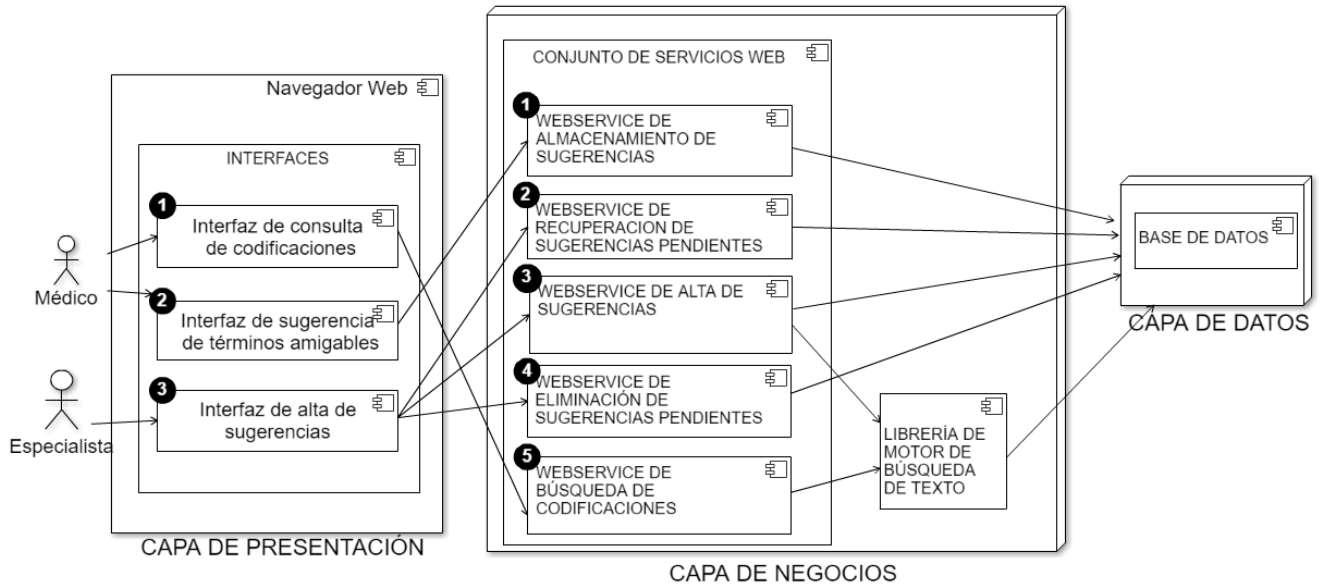 Médico
Especialista
Navegador Web
INTERFACES
1
Interfaz de consulta
de codificaciones
2
Interfaz de sugerencia
de términos amigables
3
Interfaz de alta de
sugerencias
CAPA DE PRESENTACIÓN
CONJUNTO DE SERVICIOS WEB
1
WEBSERVICE DE
ALMACENAMIENTO DE
SUGERENCIAS
2
WEBSERVICE DE
RECUPERACION DE
SUGERENCIAS PENDIENTES
3
WEBSERVICE DE ALTA DE
SUGERENCIAS
4
WEBSERVICE DE
ELIMINACIÓN DE
SUGERENCIAS PENDIENTES
5
WEBSERVICE DE
BÚSQUEDA DE
CODIFICACIONES
LIBRERÍA DE
MOTOR DE
BÚSQUEDA
DE TEXTO
CAPA DE NEGOCIOS
BASE DE DATOS
CAPA DE DATOS